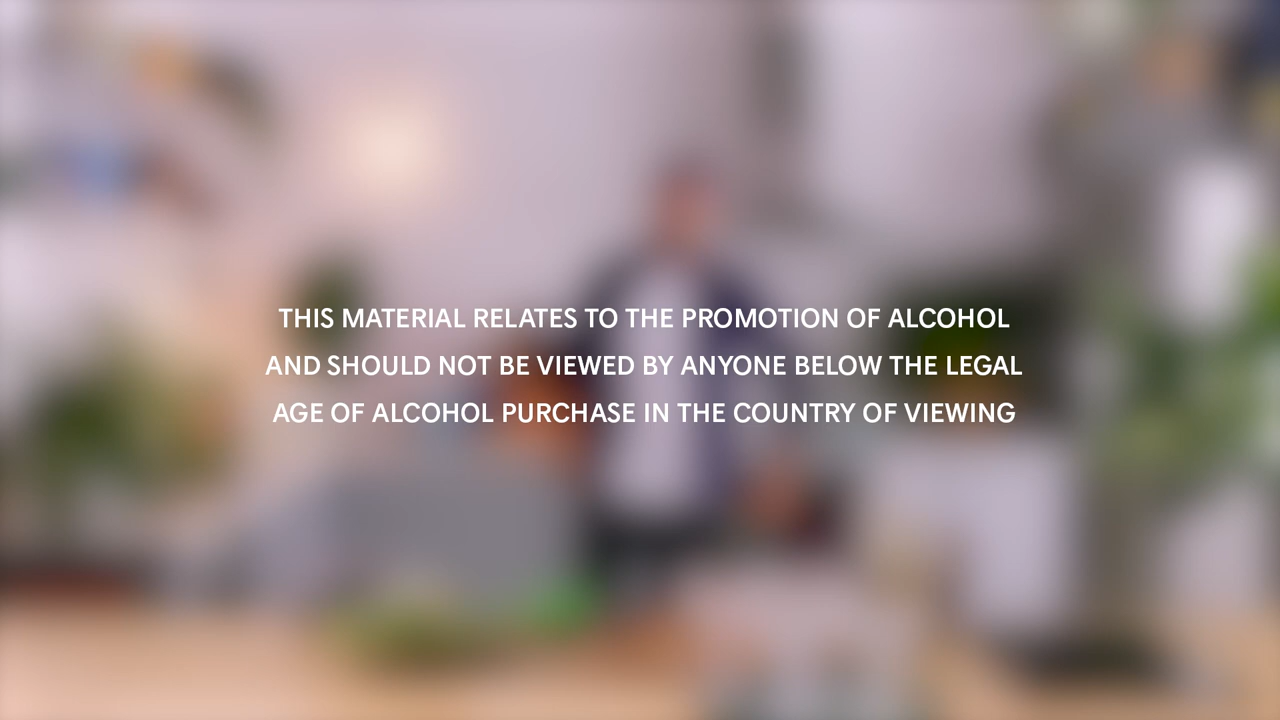 THIS MATERIAL RELATES TO THE PROMOTION OF ALCOHOL
AND SHOULD NOT BE VIEWED BY ANYONE BELOW THE LEGAL
AGE OF ALCOHOL PURCHASE IN THE COUNTRY OF VIEWING